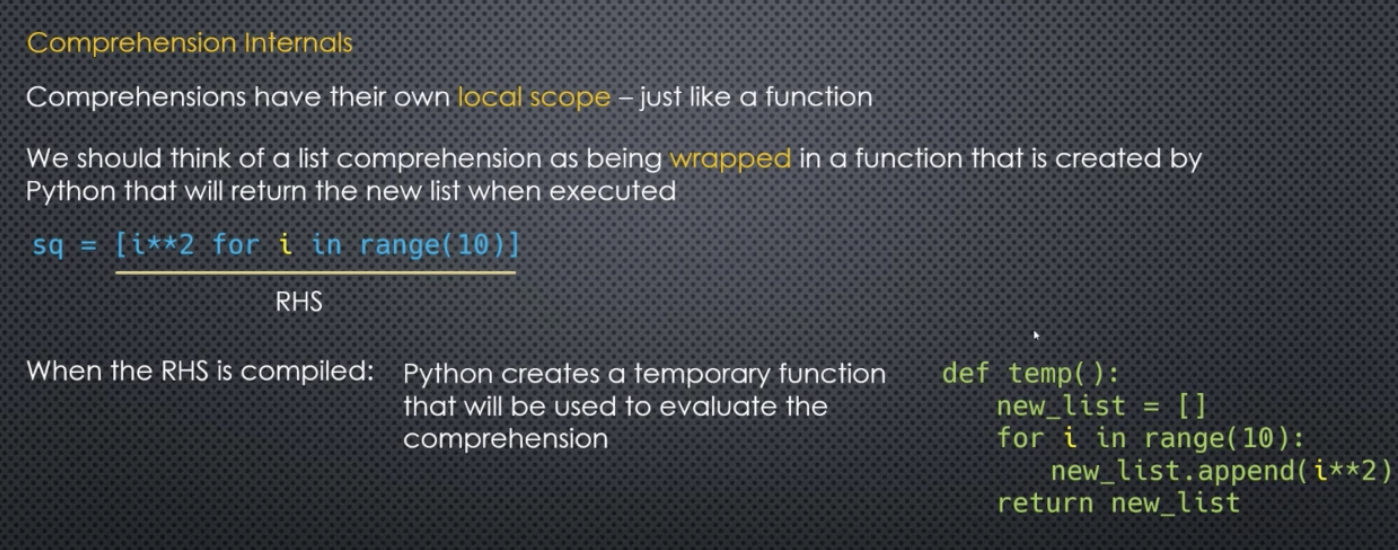 Comprehension Internals
Comprehensions have their own local scope – just like a function
We should think of a list comprehension as being wrapped in a function that is created by
Python that will return the new list when executed
sq = [i**2 for i in range(10)]
RHS
When the RHS is compiled:
Python creates a temporary function
that will be used to evaluate the
comprehension
def temp():
    new_list = []
    for i in range(10):
        new_list.append(i**2)
    return new_list